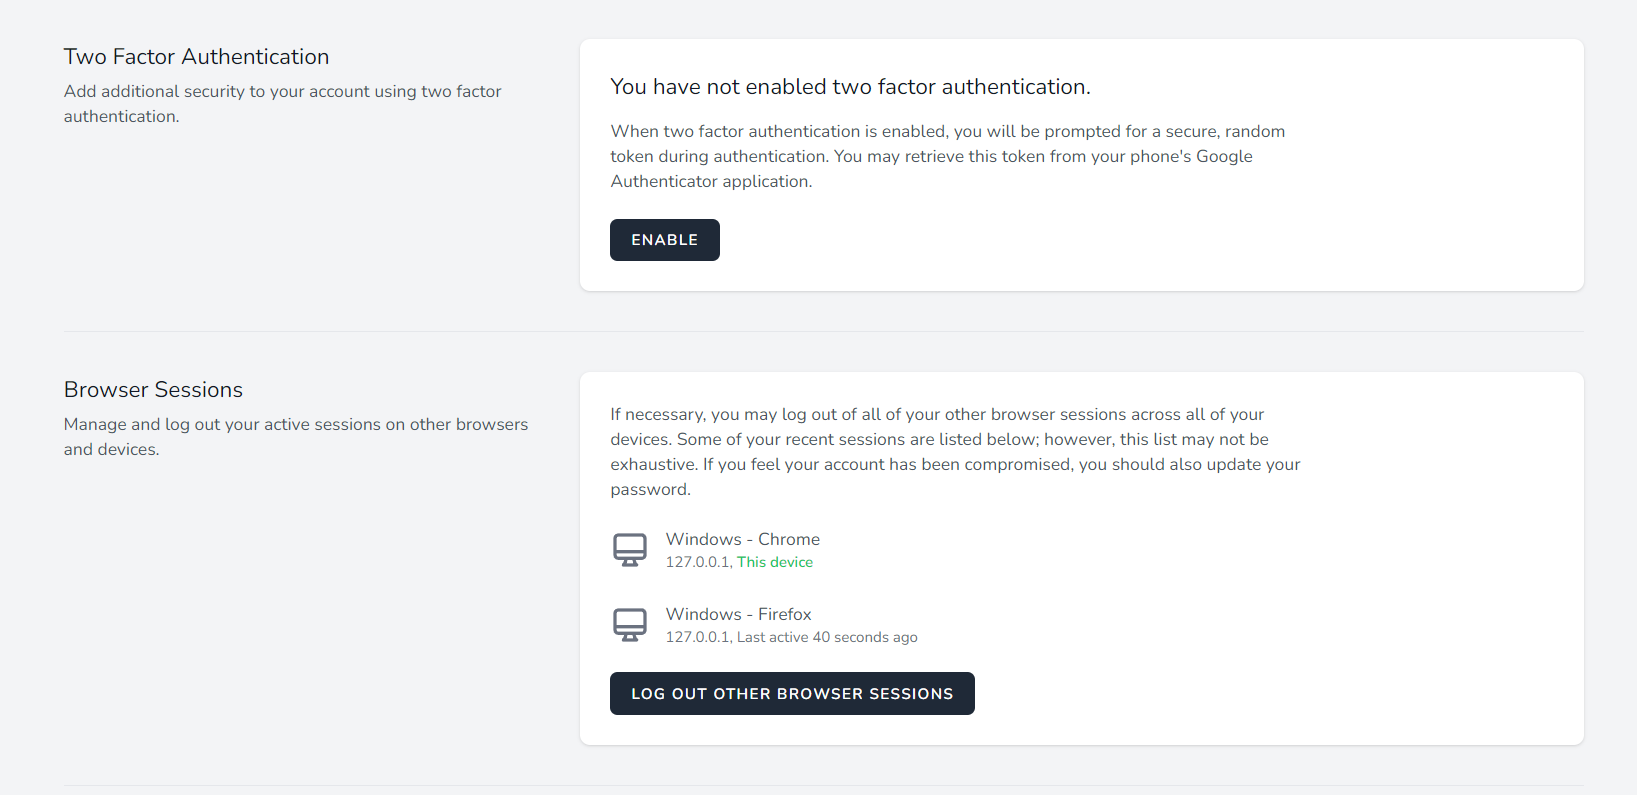 Two Factor Authentication
Add additional security to your account using two factor
authentication.
You have not enabled two factor authentication.
When two factor authentication is enabled, you will be prompted for a secure, random
token during authentication. You may retrieve this token from your phone's Google
Authenticator application.
ENABLE
Browser Sessions
Manage and log out your active sessions on other browsers
and devices.
If necessary, you may log out of all of your other browser sessions across all of your
devices. Some of your recent sessions are listed below; however, this list may not be
exhaustive. If you feel your account has been compromised, you should also update your
password.
Windows - Chrome
127.0.0.1, This device
Windows - Firefox
127.0.0.1, Last active 40 seconds ago
LOG OUT OTHER BROWSER SESSIONS